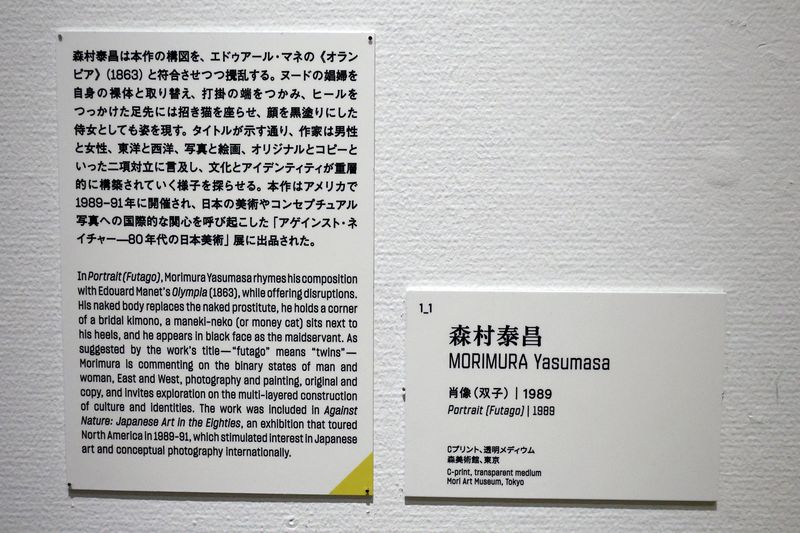 森村泰昌は本作の構図を、エドゥアール・マネの《オラン
ピア》（1863）と符合させつつ攪乱する。ヌードの娼婦を
自身の裸体と取り替え、打掛の端をつかみ、ヒールを
つっかけた足先には招き猫を座らせ、顔を黒塗りにした
侍女としても姿を現す。タイトルが示す通り、作家は男性
と女性、東洋と西洋、写真と絵画、オリジナルとコピーと
いった二項対立に言及し、文化とアイデンティティが重層
的に構築されていく様子を探らせる。本作はアメリカで
1989–91年に開催され、日本の美術やコンセプチュアル
写真への国際的な関心を呼び起こした「アゲインスト・ネ
イチャー—80年代の日本美術」展に出品された。
In Portrait (Futago), Morimura Yasumasa rhymes his composition
with Edouard Manet's Olympia (1863), while offering disruptions.
His naked body replaces the naked prostitute, he holds a corner
of a bridal kimono, a maneki-neko (or money cat) sits next to
his heels, and he appears in black face as the maidservant. As
suggested by the work's title—“futago” means “twins”—
Morimura is commenting on the binary states of man and
woman, East and West, photography and painting, original and
copy, and invites exploration on the multi-layered construction
of culture and identities. The work was included in Against
Nature: Japanese Art in the Eighties, an exhibition that toured
North America in 1989-91, which stimulated interest in Japanese
art and conceptual photography internationally.
1_1
森村泰昌
MORIMURA Yasumasa
肖像（双子）| 1989
Portrait (Futago) | 1989
Cプリント、透明メディウム
森美術館、東京
C-print, transparent medium
Mori Art Museum, Tokyo